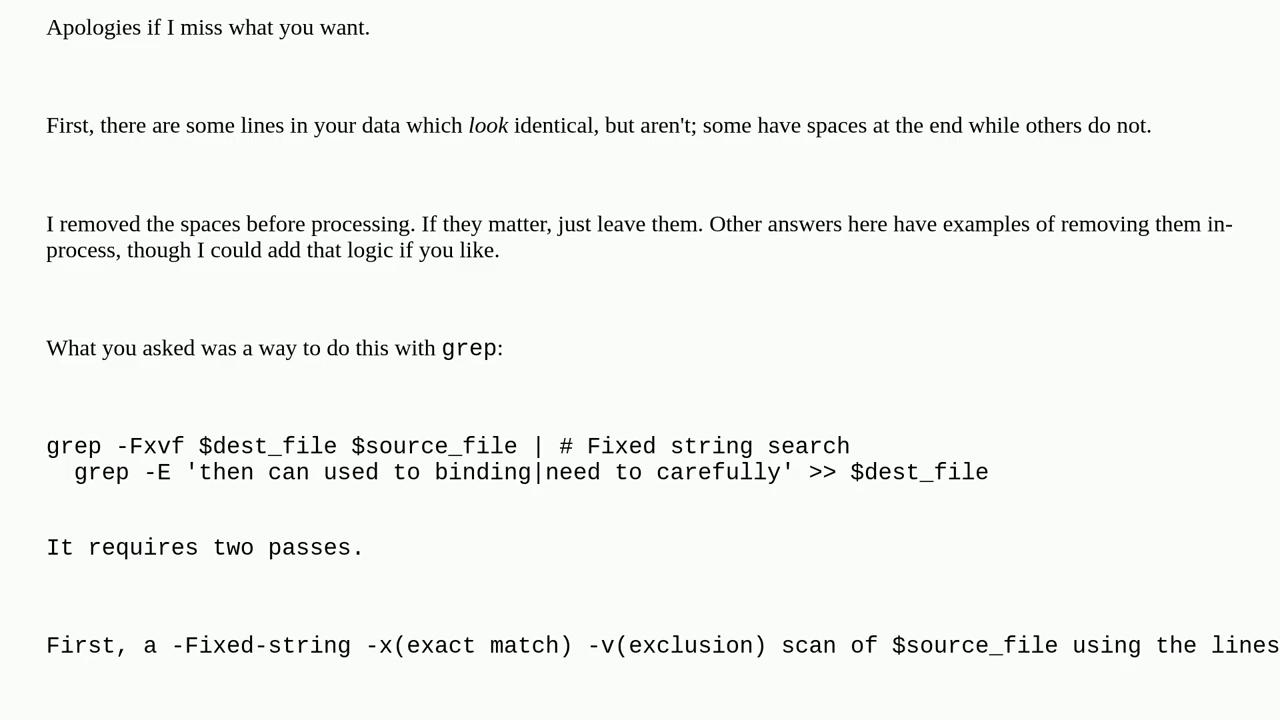 Apologies if I miss what you want.
First, there are some lines in your data which look identical, but aren't; some have spaces at the end while others do not.
I removed the spaces before processing. If they matter, just leave them. Other answers here have examples of removing them in-
process, though I could add that logic if you like.
What you asked was a way to do this with grep:
grep -Fxvf $dest_file $source_file | # Fixed string search
  grep -E 'then can used to binding|need to carefully' >> $dest_file
It requires two passes.
First, a -Fixed-string -x(exact match) -v(exclusion) scan of $source_file using the lines